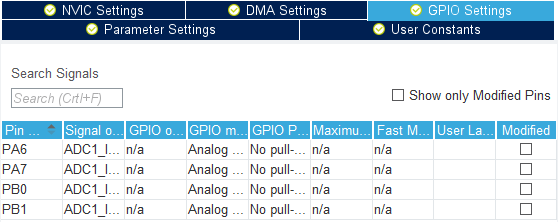 NVIC Settings DMA Settings GPIO Settings
Parameter Settings User Constants
Search Signals
Search (Crtl+F)
Show only Modified Pins
Pin ... Signal o... GPIO o... GPIO m... GPIO P... Maximu... Fast M... User La... Modified
PA6 ADC1_I... n/a Analog ... No pull-... n/a n/a
PA7 ADC1_I... n/a Analog ... No pull-... n/a n/a
PB0 ADC1_I... n/a Analog ... No pull-... n/a n/a
PB1 ADC1_I... n/a Analog ... No pull-... n/a n/a